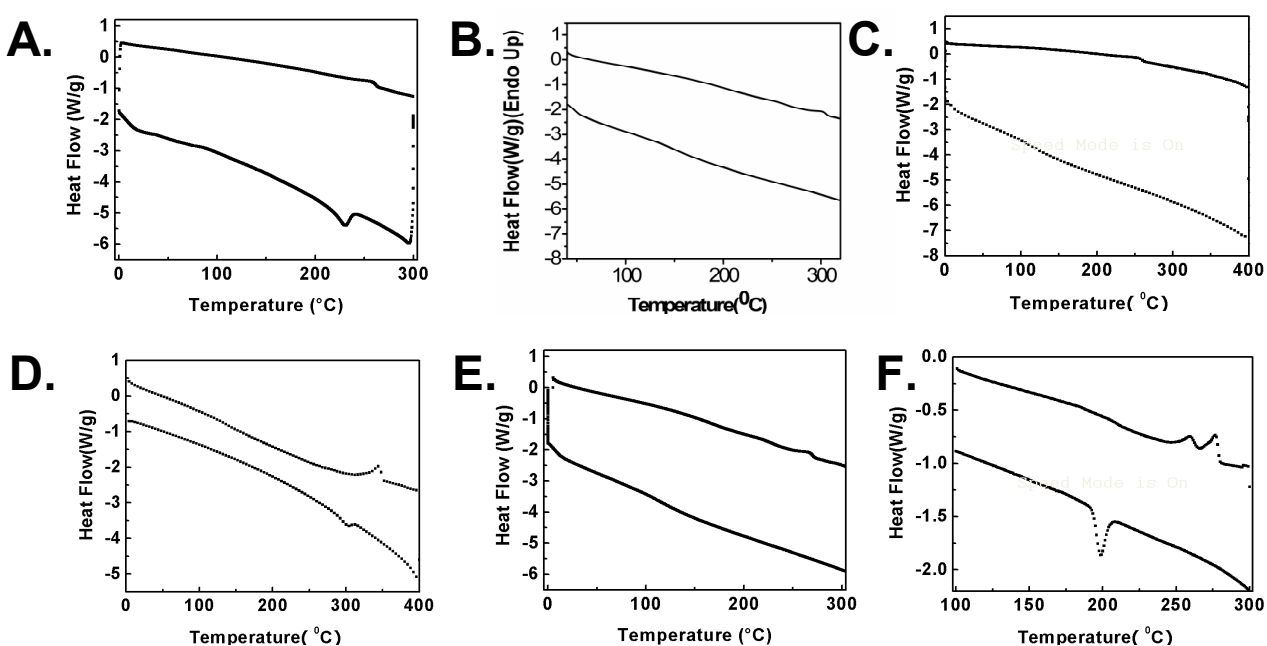 A.
1
0
-1
-2
-3
-4
-5
-6
Heat Flow (W/g)
0 100 200 300
Temperature (°C)
B.
1
0
-1
-2
-3
-4
-5
-6
-7
-8
Heat Flow(W/g)(Endo Up)
100 200 300
Temperature(⁰C)
C.
1
0
-1
-2
-3
-4
-5
-6
-7
-8
Heat Flow(W/g)
Speed Mode is On
0 100 200 300 400
Temperature( ⁰C)
D.
1
0
-1
-2
-3
-4
-5
Heat Flow(W/g)
0 100 200 300 400
Temperature( ⁰C)
E.
1
0
-1
-2
-3
-4
-5
-6
Heat Flow (W/g)
0 100 200 300
Temperature (°C)
F.
0.0
-0.5
-1.0
-1.5
-2.0
Heat Flow(W/g)
Speed Mode is On
100 150 200 250 300
Temperature( ⁰C)